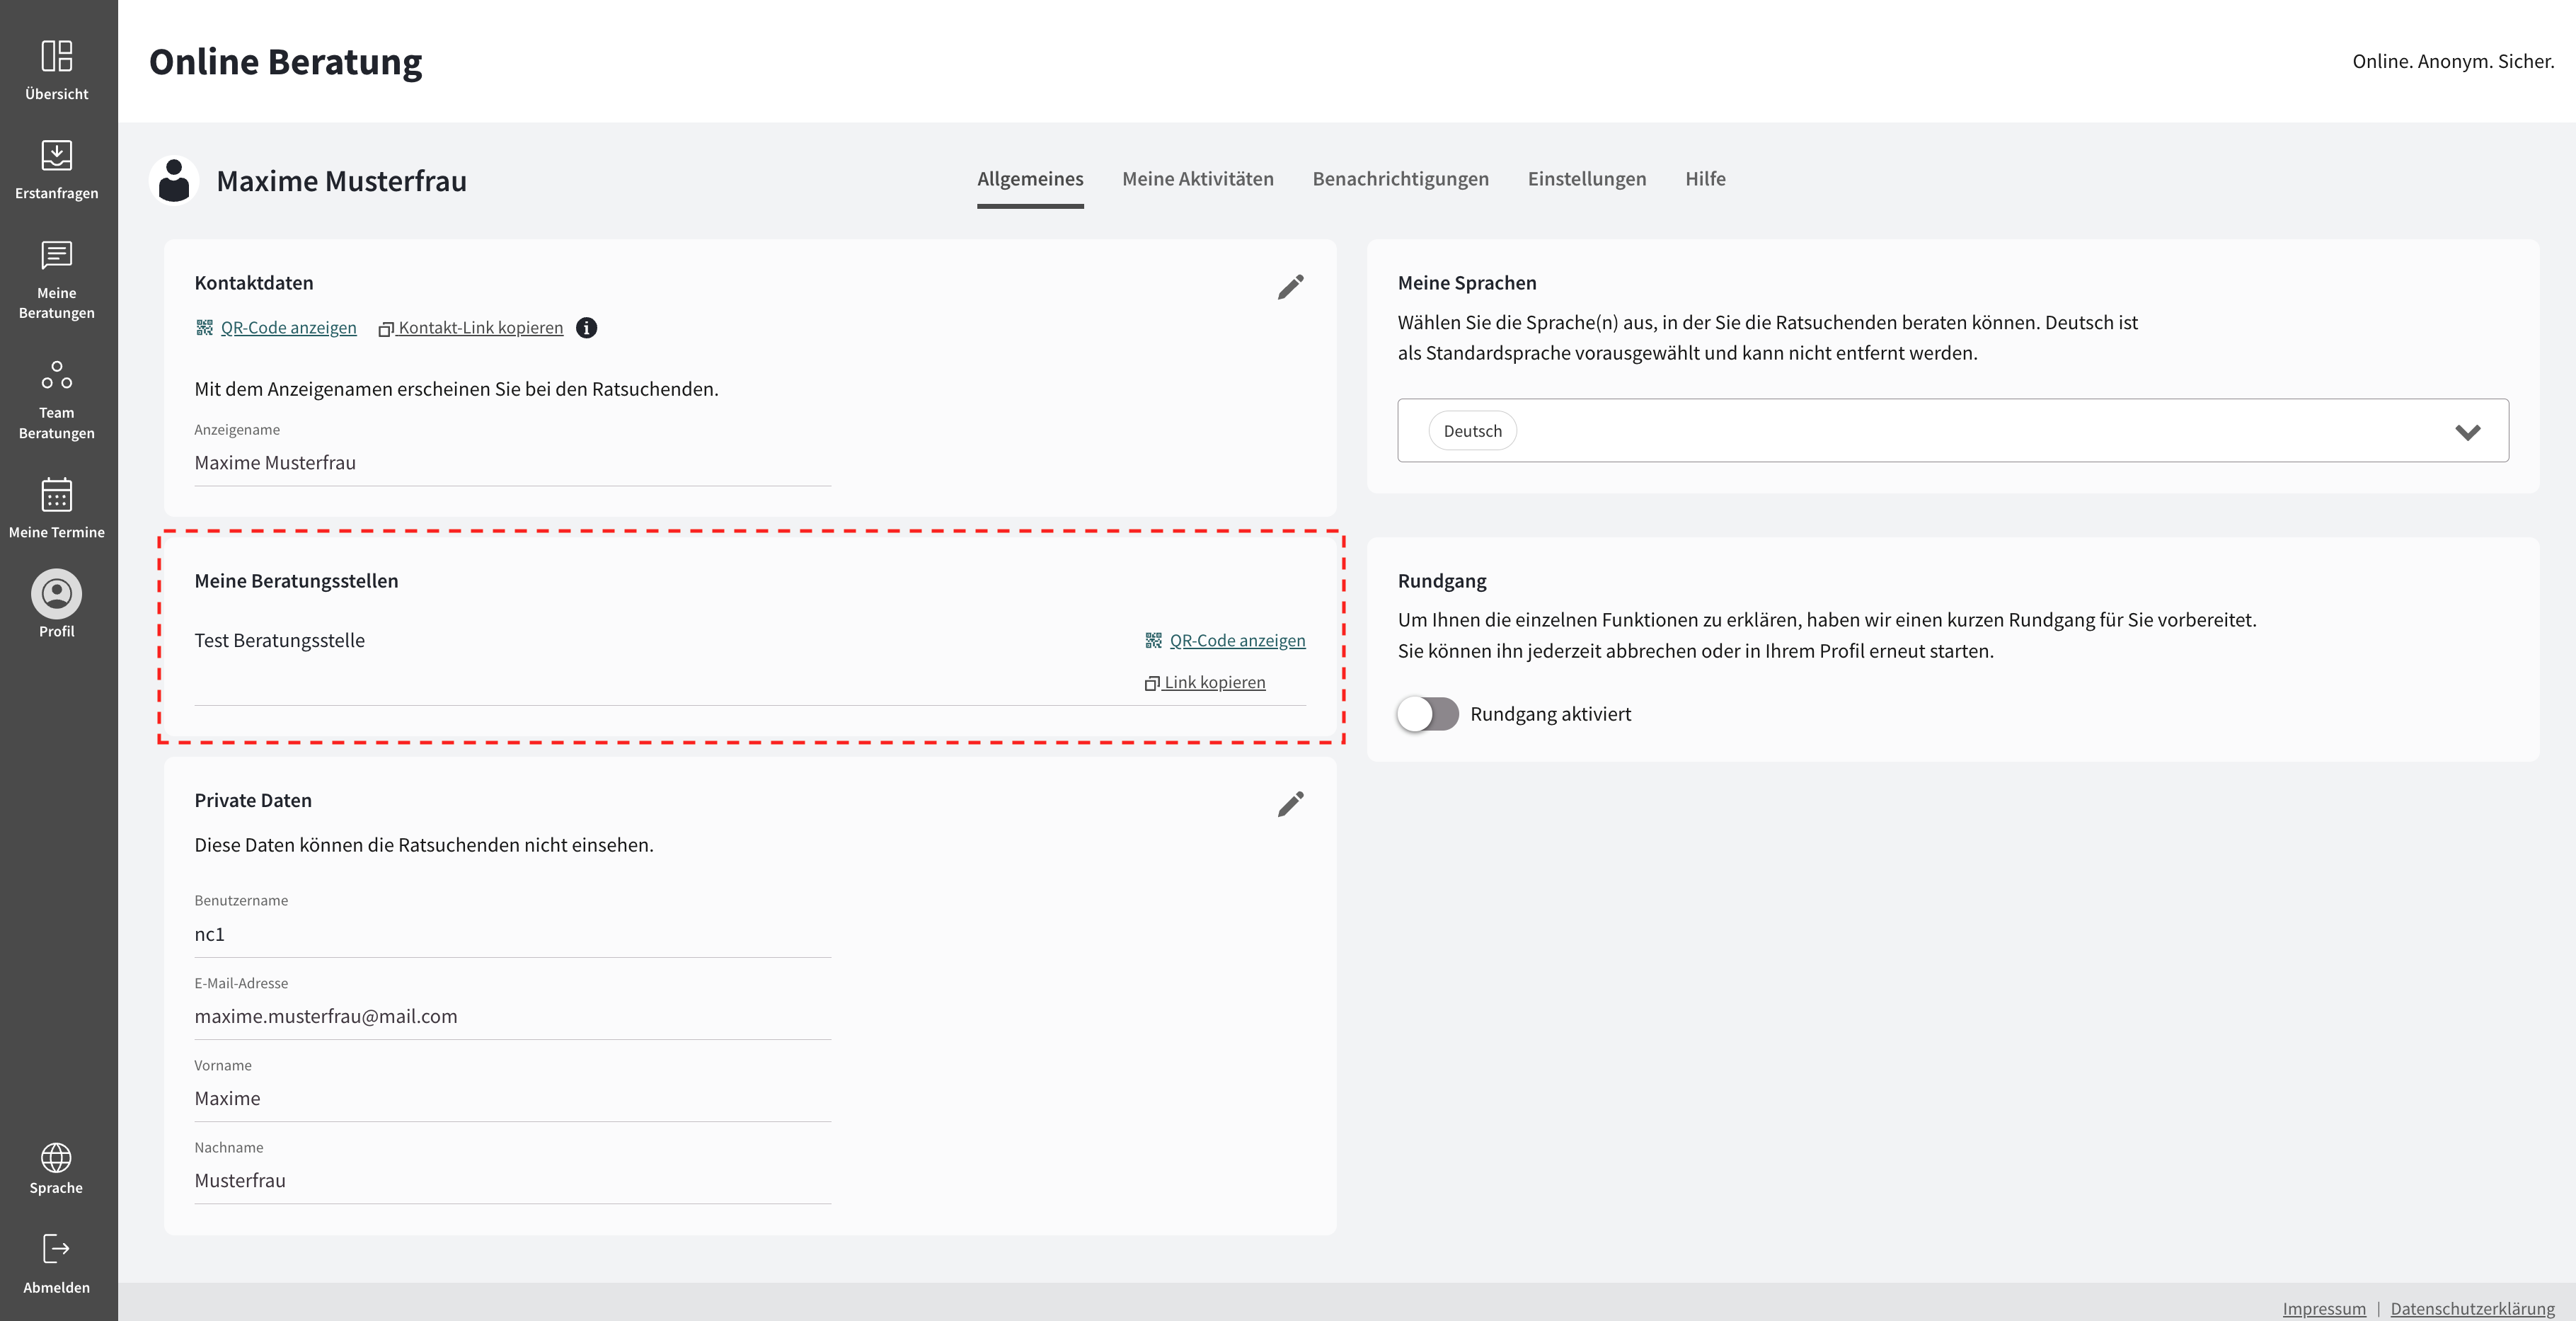 Übersicht
Erstanfragen
Meine
Beratungen
Team
Beratungen
Meine Termine
Profil
Sprache
Abmelden
Online Beratung
Online. Anonym. Sicher.
Maxime Musterfrau
Allgemeines
Meine Aktivitäten
Benachrichtigungen
Einstellungen
Hilfe
Kontaktdaten
QR-Code anzeigen
Kontakt-Link kopieren
Mit dem Anzeigenamen erscheinen Sie bei den Ratsuchenden.
Anzeigename
Maxime Musterfrau
Meine Beratungsstellen
Test Beratungsstelle
QR-Code anzeigen
Link kopieren
Private Daten
Diese Daten können die Ratsuchenden nicht einsehen.
Benutzername
nc1
E-Mail-Adresse
maxime.musterfrau@mail.com
Vorname
Maxime
Nachname
Musterfrau
Meine Sprachen
Wählen Sie die Sprache(n) aus, in der Sie die Ratsuchenden beraten können. Deutsch ist
als Standardsprache vorausgewählt und kann nicht entfernt werden.
Deutsch
Rundgang
Um Ihnen die einzelnen Funktionen zu erklären, haben wir einen kurzen Rundgang für Sie vorbereitet.
Sie können ihn jederzeit abbrechen oder in Ihrem Profil erneut starten.
Rundgang aktiviert
Impressum | Datenschutzerklärung